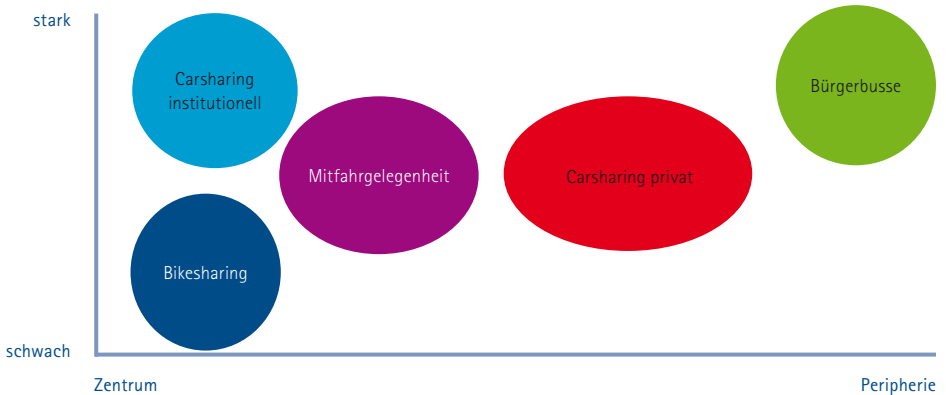 stark
Carsharing
institutionell
Bürgerbusse
Mitfahrgelegenheit
Carsharing privat
Bikesharing
schwach
Zentrum
Peripherie